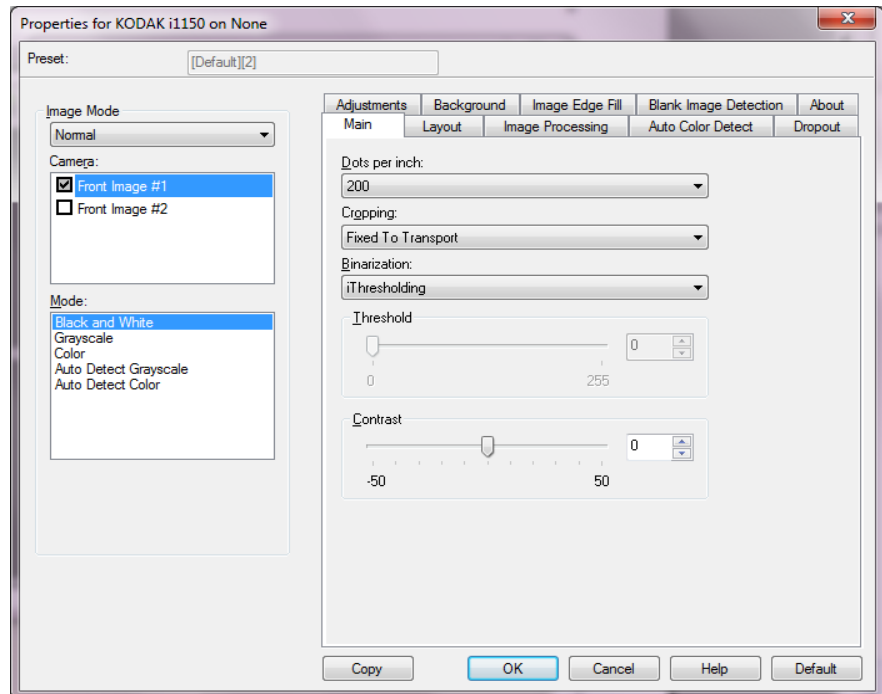 Properties for KODAK i1150 on None
Preset:
[Default][2]
Image Mode
Normal
Camera:
Front Image #1
Front Image #2
Mode:
Black and White
Grayscale
Color
Auto Detect Grayscale
Auto Detect Color
Adjustments Background Image Edge Fill Blank Image Detection About
Main Layout Image Processing Auto Color Detect Dropout
Dots per inch:
200
Cropping:
Fixed To Transport
Binarization:
iThresholding
Threshold
0
0 255
Contrast
0
-50 50
Copy OK Cancel Help Default